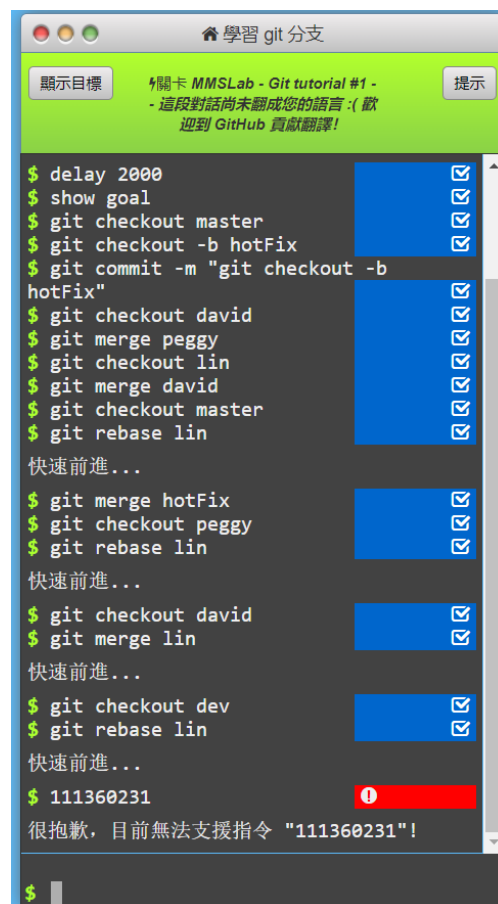 學習 git 分支
顯示目標
關卡 MMSLab - Git tutorial #1 -
- 這段對話尚未翻成您的語言 :( 歡
迎到 GitHub 貢獻翻譯!
提示
$ delay 2000
$ show goal
$ git checkout master
$ git checkout -b hotFix
$ git commit -m "git checkout -b
hotFix"
$ git checkout david
$ git merge peggy
$ git checkout lin
$ git merge david
$ git checkout master
$ git rebase lin
快速前進...
$ git merge hotFix
$ git checkout peggy
$ git rebase lin
快速前進...
$ git checkout david
$ git merge lin
快速前進...
$ git checkout dev
$ git rebase lin
快速前進...
$ 111360231
很抱歉, 目前無法支援指令 "111360231"!
$